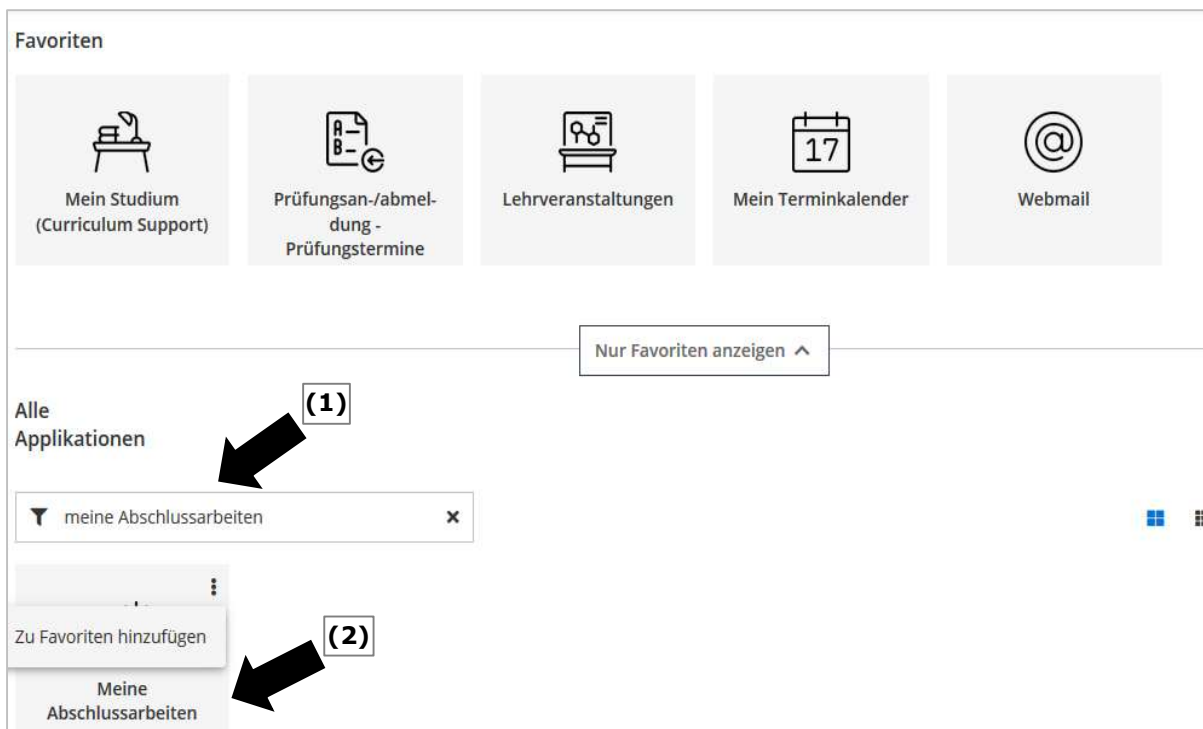 Favoriten
Mein Studium
(Curriculum Support)
Prüfungsan-/abmel-
dung -
Prüfungstermine
Lehrveranstaltungen
17
Mein Terminkalender
@
Webmail
A
B
Nur Favoriten anzeigen
(1)
Alle
Applikationen
meine Abschlussarbeiten
Zu Favoriten hinzufügen
(2)
Meine
Abschlussarbeiten